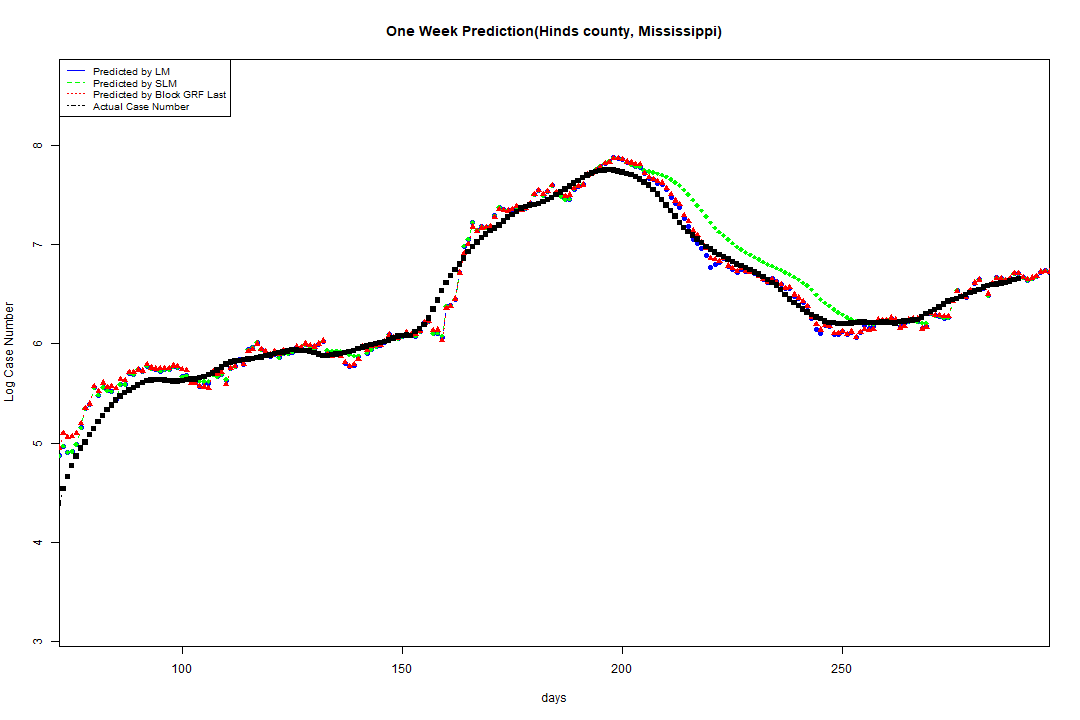 One Week Prediction(Hinds county, Mississippi)
Predicted by LM
Predicted by SLM
Predicted by Block GRF Last
Actual Case Number
8
7
6
5
4
3
Log Case Number
100 150 200 250
days